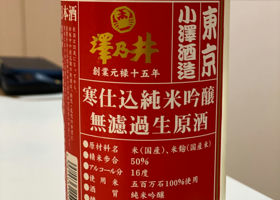 東京
小澤酒造
澤乃井
創業元禄十五年
寒仕込純米吟醸
無濾過生原酒
●原材料名 米(国産)、米麹(国産米)
●精米歩合 50%
●アルコール分 16度
●使用米 五百万石100%使用
●酒質 純米吟醸
本酒